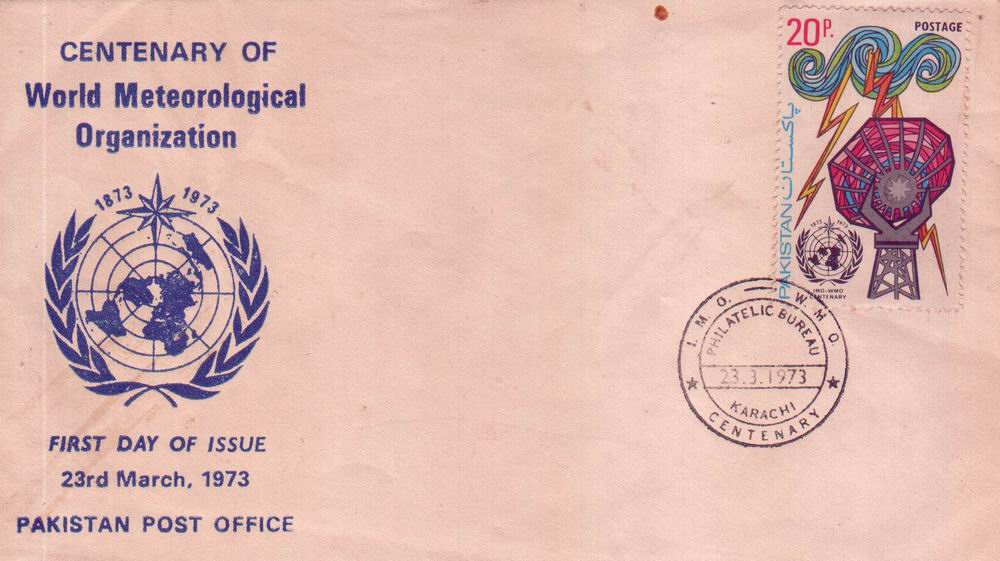 CENTENARY OF
World Meteorological
Organization
1873 1973
FIRST DAY OF ISSUE
23rd March, 1973
PAKISTAN POST OFFICE
20P.
POSTAGE
پاکستان
PAKISTAN
1873 1973
IMO-WMO
CENTENARY
I. M. O. - W. M. O.
PHILATELIC BUREAU
23.3.1973
KARACHI
CENTENARY